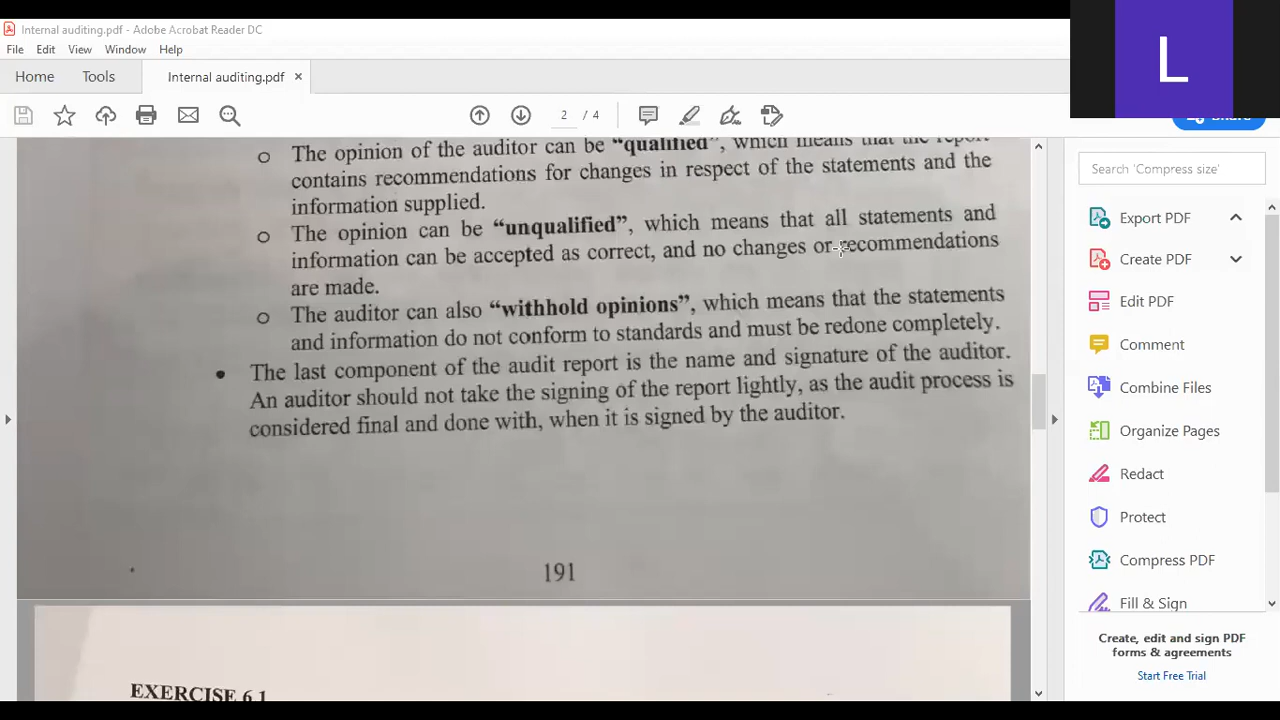 Internal auditing.pdf - Adobe Acrobat Reader DC
File Edit View Window Help
Home Tools Internal auditing.pdf ×
2 / 4
L
Share
o The opinion of the auditor can be “qualified”, which means that the report
contains recommendations for changes in respect of the statements and the
information supplied.
o The opinion can be “unqualified”, which means that all statements and
information can be accepted as correct, and no changes or recommendations
are made.
o The auditor can also “withhold opinions”, which means that the statements
and information do not conform to standards and must be redone completely.
• The last component of the audit report is the name and signature of the auditor.
An auditor should not take the signing of the report lightly, as the audit process is
considered final and done with, when it is signed by the auditor.
191
EXERCISE 6.1
Search 'Compress size'
Export PDF
Create PDF
Edit PDF
Comment
Combine Files
Organize Pages
Redact
Protect
Compress PDF
Fill & Sign
Create, edit and sign PDF
forms & agreements
Start Free Trial